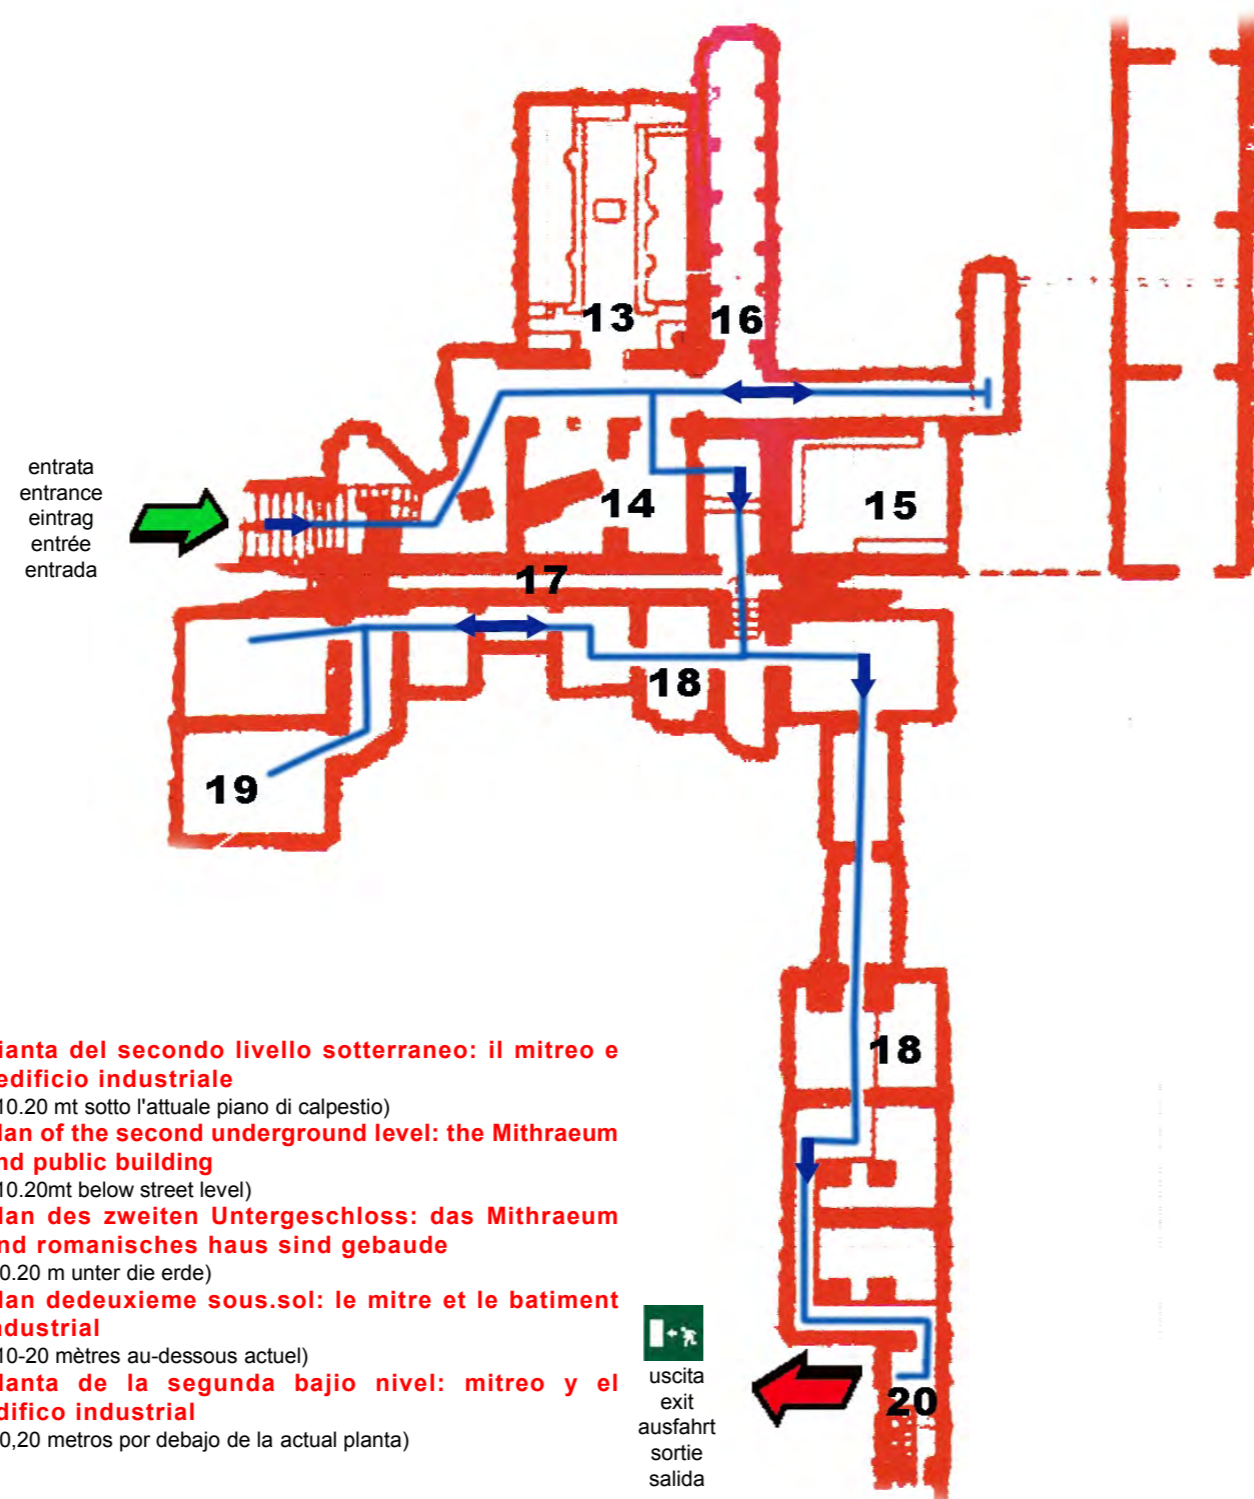 13
16
entrata
entrance
eintrag
entrée
entrada
14
15
17
18
19
18
ianta del secondo livello sotterraneo: il mitreo e
edificio industriale
10.20 mt sotto l'attuale piano di calpestio)
lan of the second underground level: the Mithraeum
nd public building
10.20mt below street level)
lan des zweiten Untergeschloss: das Mithraeum
nd romanisches haus sind gebaude
0.20 m unter die erde)
lan dedeuxieme sous.sol: le mitre et le batiment
ndustrial
10-20 mètres au-dessous actuel)
lanta de la segunda bajio nivel: mitreo y el
difico industrial
0,20 metros por debajo de la actual planta)
uscita
exit
ausfahrt
sortie
salida
20